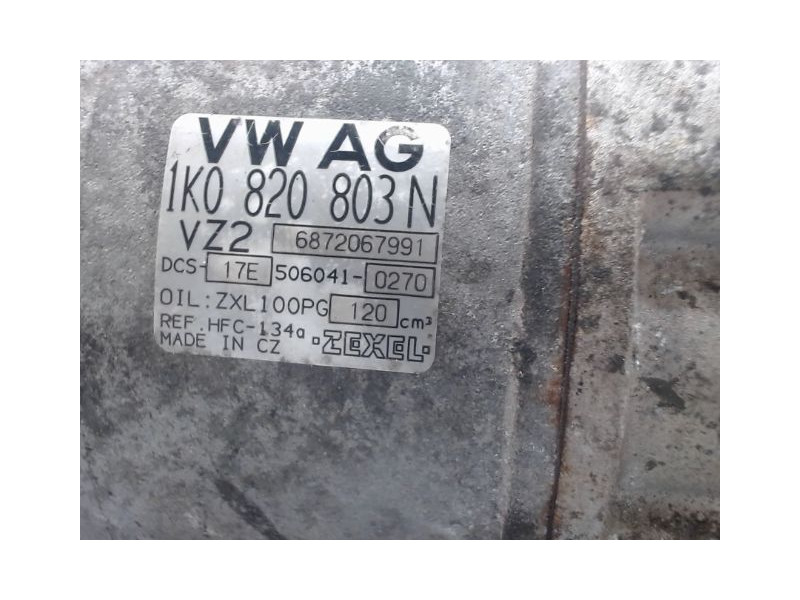 VW AG
1K0 820 803 N
VZ2 6872067991
DCS-17E 506041-0270
OIL: ZXL100PG 120 cm³
REF. HFC-134a
MADE IN CZ ZEXEL